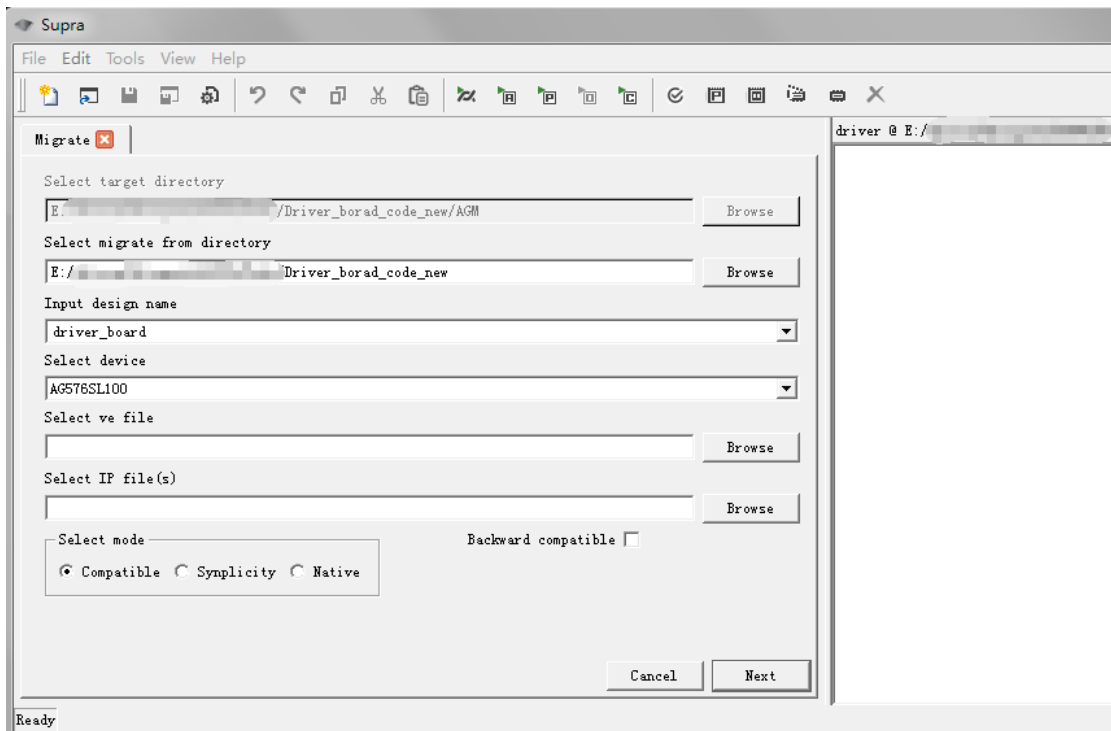 Supra
File Edit Tools View Help
Migrate
driver @ E:/
Select target directory
E: /Driver_borad_code_new/AGM
Browse
Select migrate from directory
E:/ Driver_borad_code_new
Browse
Input design name
driver_board
Select device
AG576SL100
Select ve file
Browse
Select IP file(s)
Browse
Select mode
Backward compatible
Compatible Synplicity Native
Cancel Next
Ready